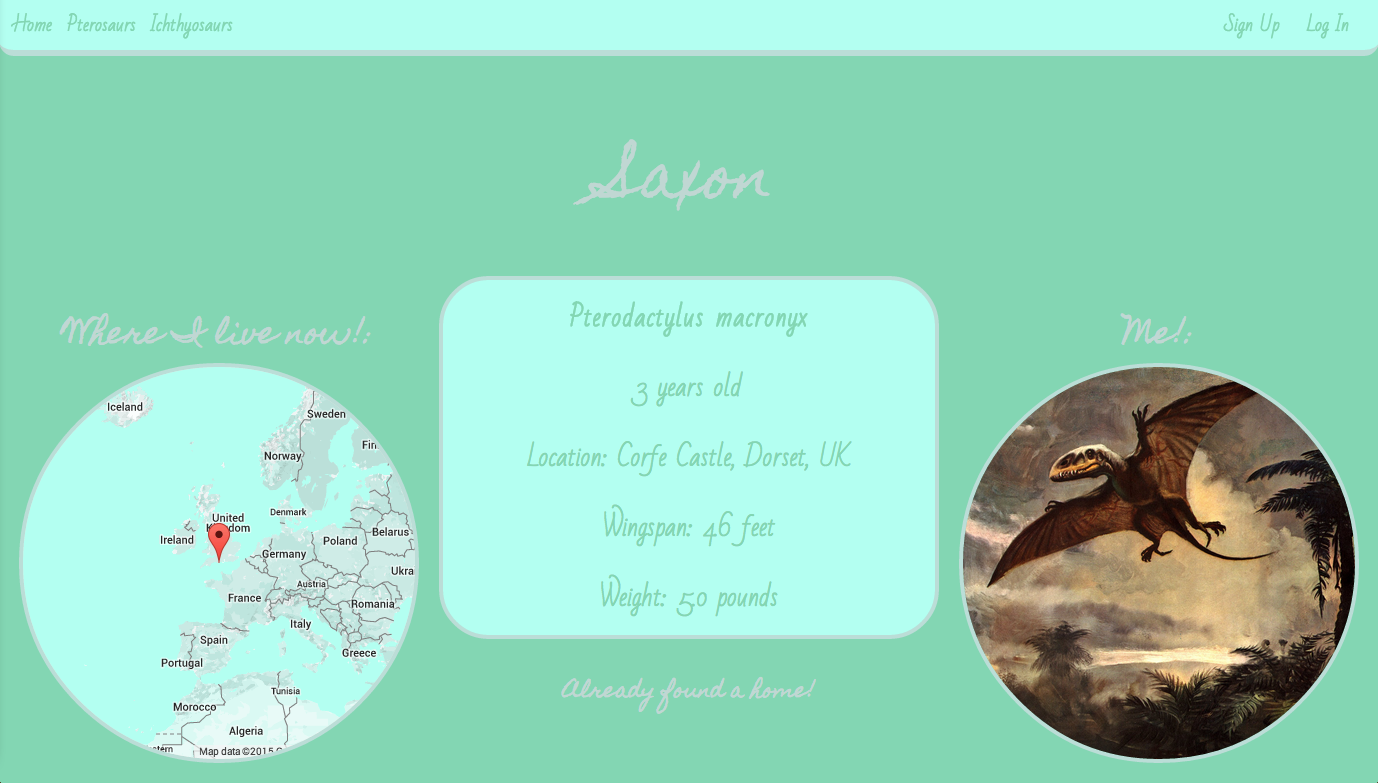 Home Pterosaurs Ichthyosaurs Sign Up Log In
Saxon
Where I live now!:
Iceland
Sweden
Fin
Norway
United
Kingdom
Denmark
Ireland
Belarus
Poland
Germany
Ukra
Austria
France
Romania
Italy
Spain
Greece
Portugal
Tunisia
Morocco
Algeria
stern
Map data ©2015 G
Pterodactylus macronyx
3 years old
Location: Corfe Castle, Dorset, UK
Wingspan: 46 feet
Weight: 50 pounds
Already found a home!
Me!: